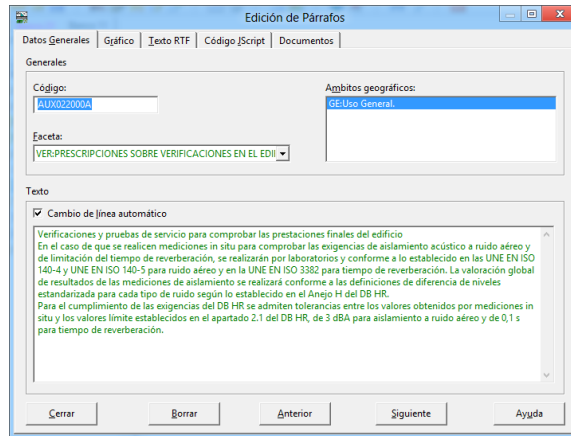 Edición de Párrafos
Datos Generales
Gráfico
Texto RTF
Código JScript
Documentos
Generales
Código:
Ambitos geográficos:
AUX022000A
GE:Uso General.
Faceta:
VER:PRESCRIPCIONES SOBRE VERIFICACIONES EN EL EDII
Texto
Cambio de línea automático
Verificaciones y pruebas de servicio para comprobar las prestaciones finales del edificio
En el caso de que se realicen mediciones in situ para comprobar las exigencias de aislamiento acústico a ruido aéreo y
de limitación del tiempo de reverberación, se realizarán por laboratorios y conforme a lo establecido en las UNE EN ISO
140-4 y UNE EN ISO 140-5 para ruido aéreo y en la UNE EN ISO 3382 para tiempo de reverberación. La valoración global
de resultados de las mediciones de aislamiento se realizará conforme a las definiciones de diferencia de niveles
estandarizada para cada tipo de ruido según lo establecido en el Anejo H del DB HR.
Para el cumplimiento de las exigencias del DB HR se admiten tolerancias entre los valores obtenidos por mediciones in
situ y los valores límite establecidos en el apartado 2.1 del DB HR, de 3 dBA para aislamiento a ruido aéreo y de 0,1 s
para tiempo de reverberación.
Cerrar
Borrar
Anterior
Siguiente
Ayuda